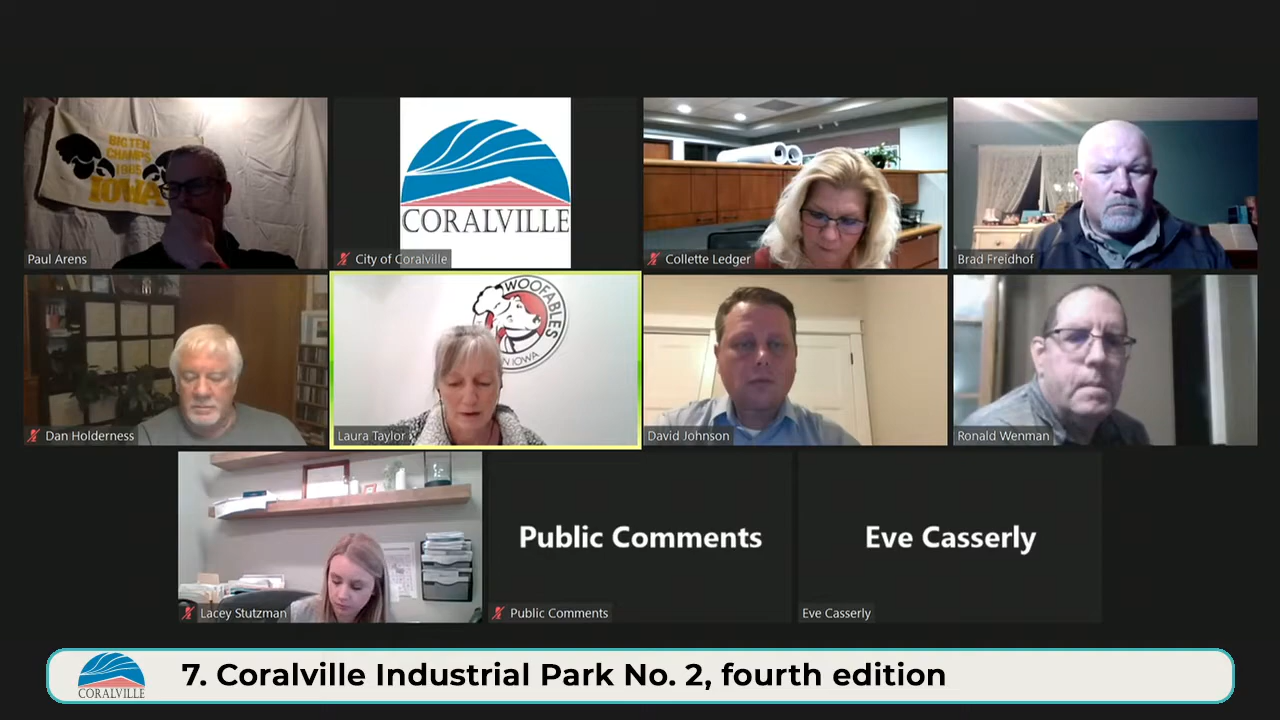 BIG TEN
CHAMPS
IOWA
Paul Arens
CORALVILLE
City of Coralville
Collette Ledger
Brad Freidhof
Dan Holderness
WOOFABLES
IOWA
Laura Taylor
David Johnson
Ronald Wenman
Lacey Stutzman
Public Comments
Public Comments
Eve Casserly
Eve Casserly
CORALVILLE
7. Coralville Industrial Park No. 2, fourth edition